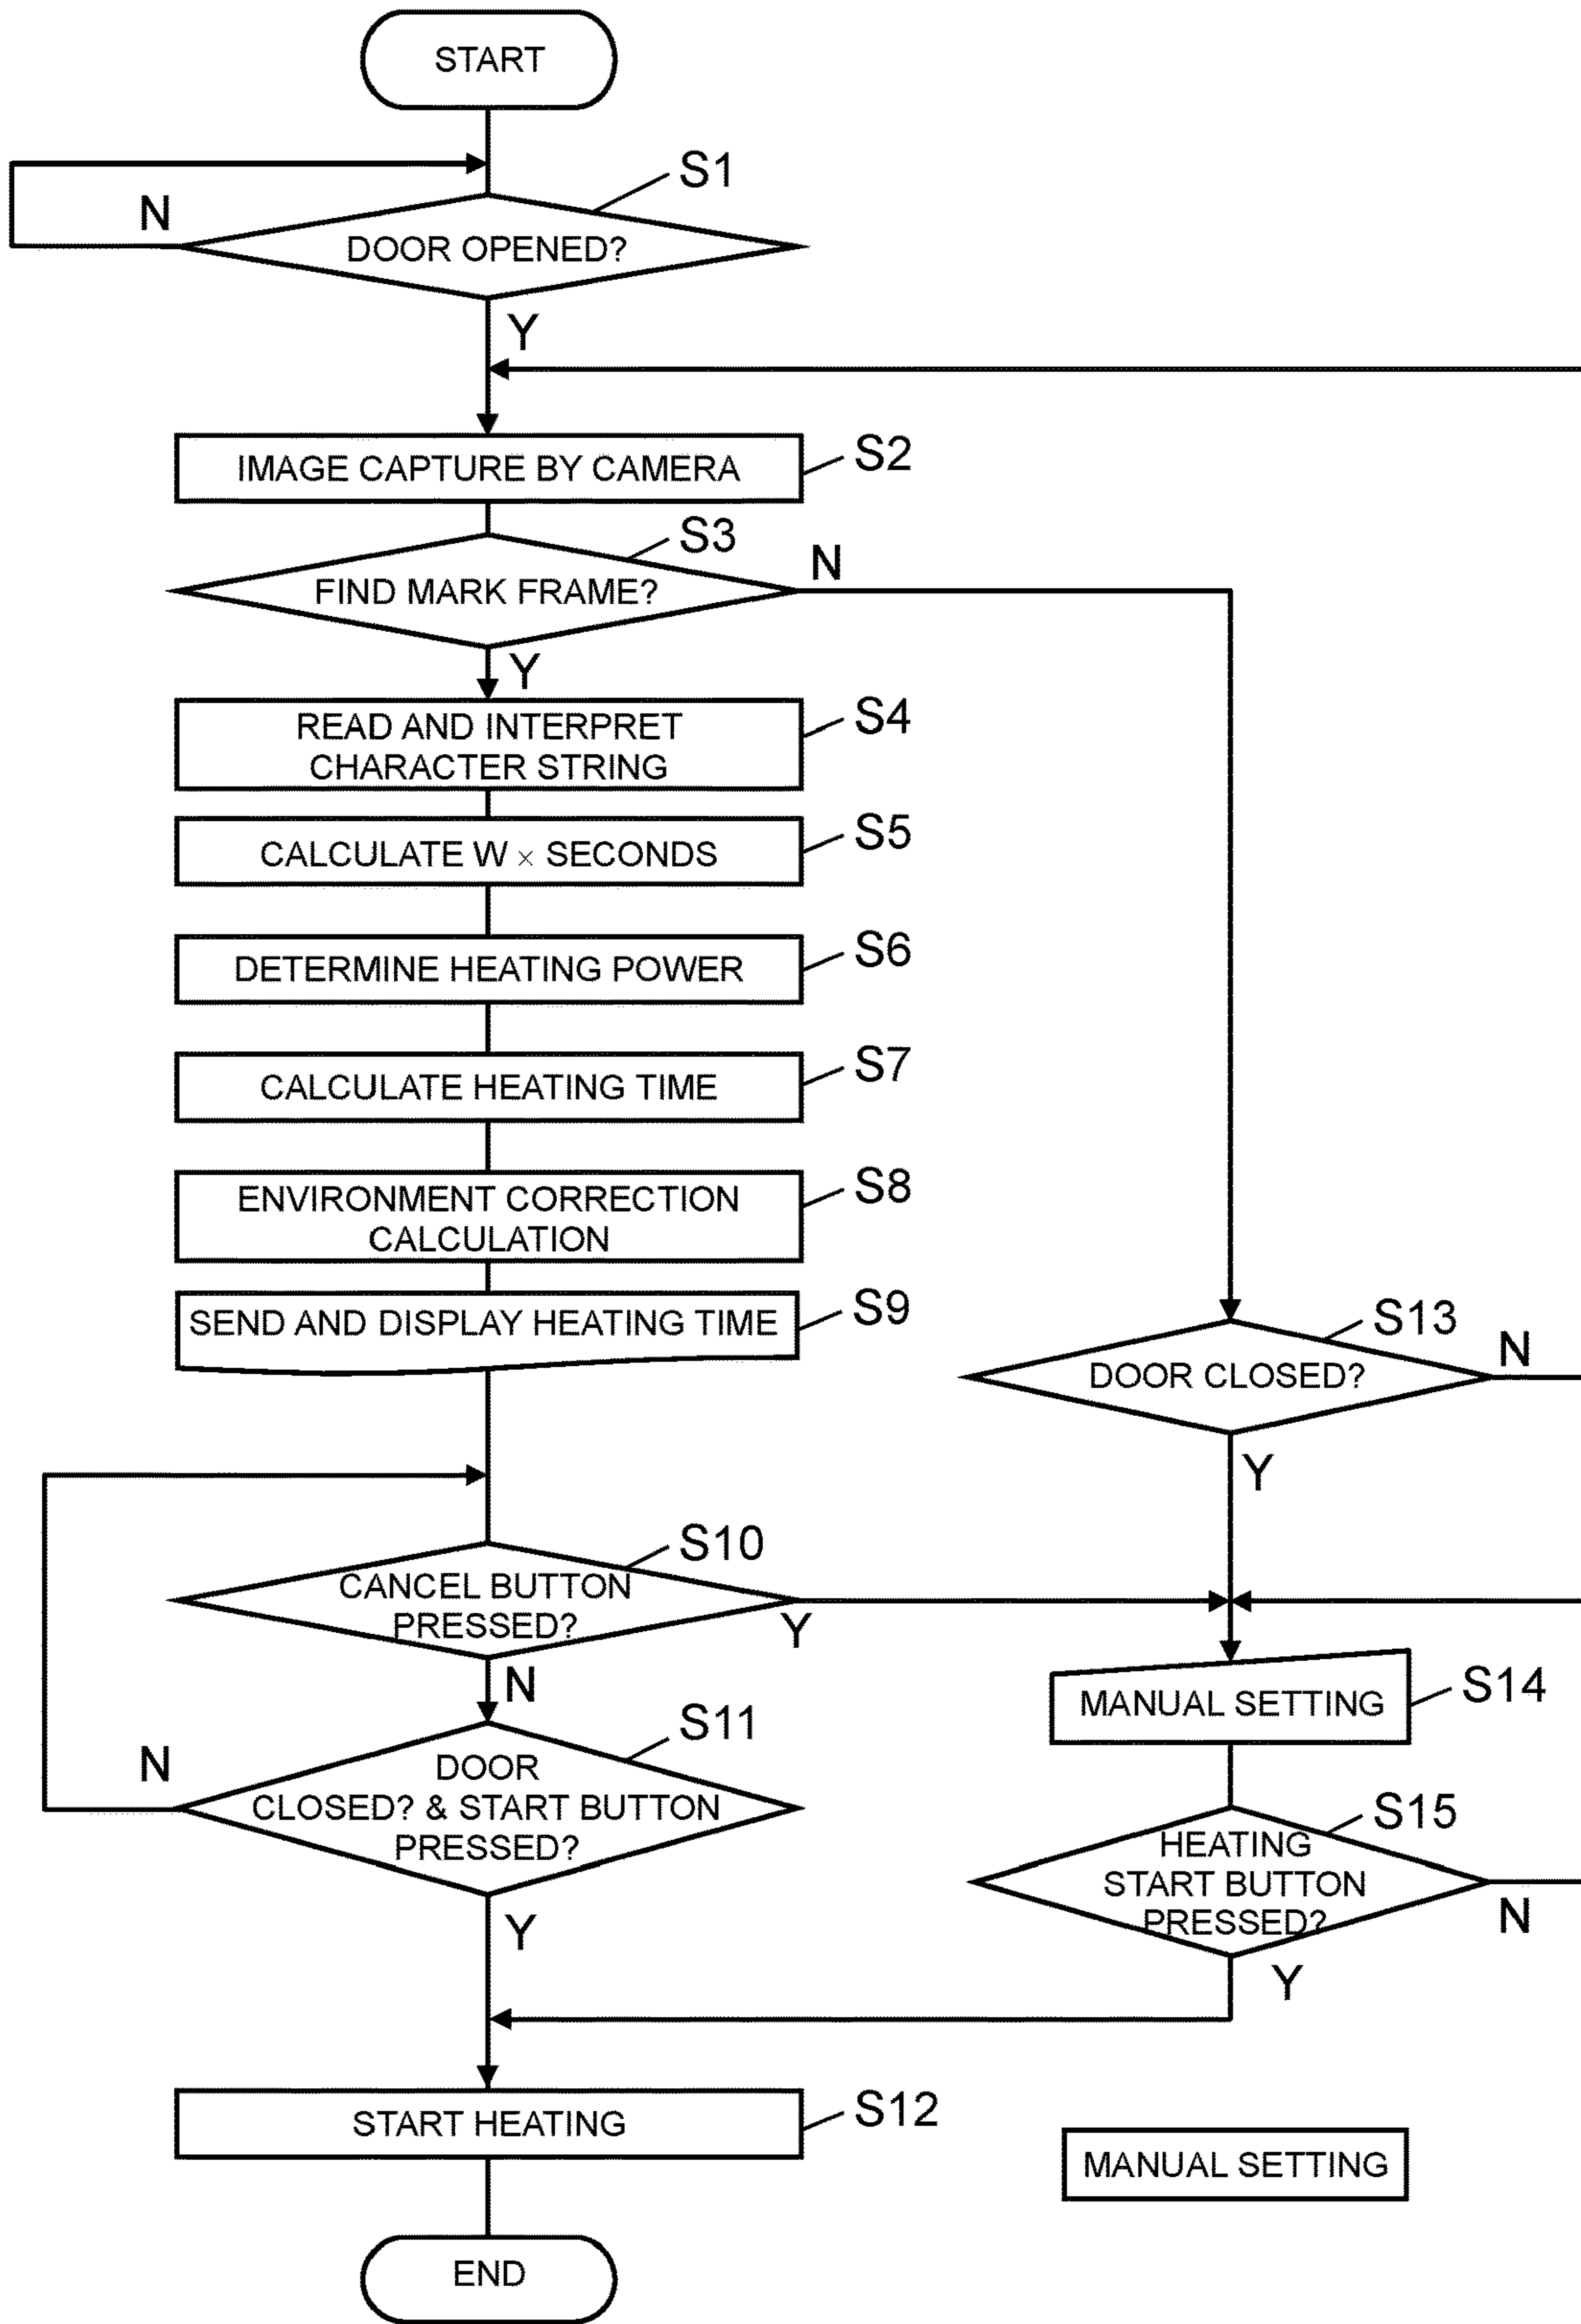 START
S1
N
DOOR OPENED?
Y
S2
IMAGE CAPTURE BY CAMERA
S3
N
FIND MARK FRAME?
Y
S4
READ AND INTERPRET
CHARACTER STRING
S5
CALCULATE W × SECONDS
S6
DETERMINE HEATING POWER
S7
CALCULATE HEATING TIME
S8
ENVIRONMENT CORRECTION
CALCULATION
S9
SEND AND DISPLAY HEATING TIME
S13
N
DOOR CLOSED?
Y
S10
CANCEL BUTTON
PRESSED?
Y
N
S14
MANUAL SETTING
S11
N
DOOR
CLOSED? & START BUTTON
PRESSED?
Y
S15
HEATING
START BUTTON
PRESSED?
N
Y
S12
START HEATING
MANUAL SETTING
END